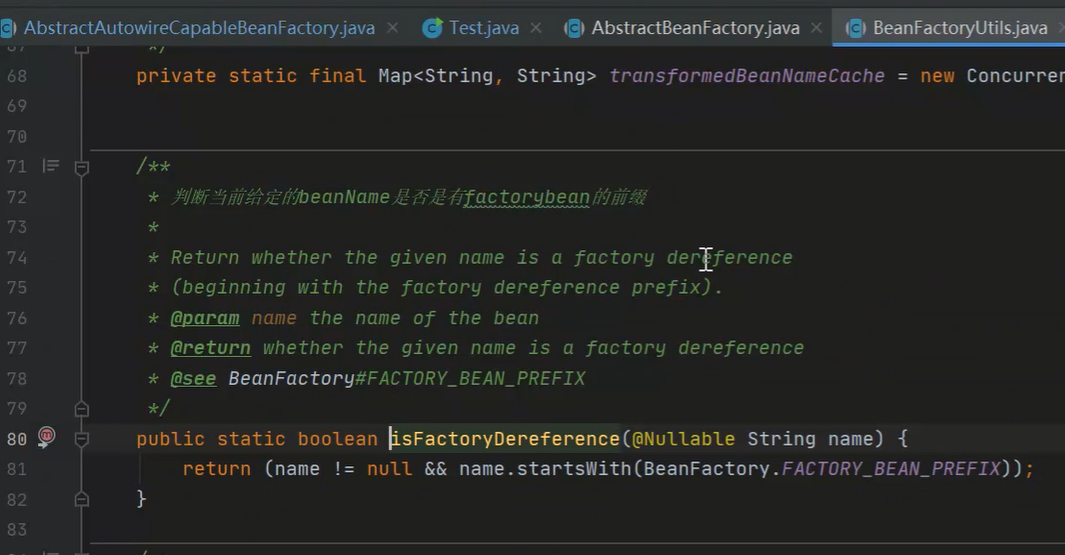 AbstractAutowireCapableBeanFactory.java Test.java AbstractBeanFactory.java BeanFactoryUtils.java
67 */
68 private static final Map<String, String> transformedBeanNameCache = new Concurren
69
70
71 /**
72 * 判断当前给定的beanName是否是有factorybean的前缀
73 *
74 * Return whether the given name is a factory dereference
75 * (beginning with the factory dereference prefix).
76 * @param name the name of the bean
77 * @return whether the given name is a factory dereference
78 * @see BeanFactory#FACTORY_BEAN_PREFIX
79 */
80 public static boolean isFactoryDereference(@Nullable String name) {
81 return (name != null && name.startsWith(BeanFactory.FACTORY_BEAN_PREFIX));
82 }
83